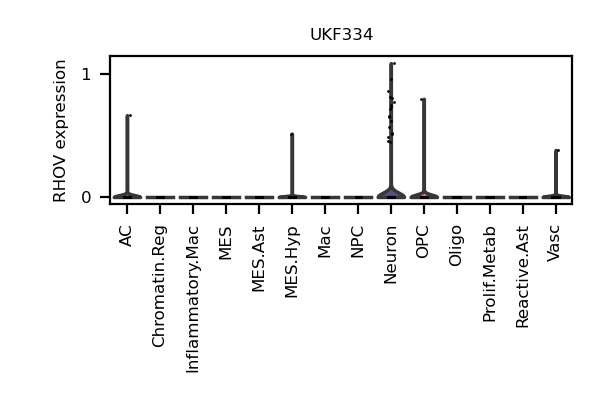 UKF334
RHOV expression
1
0
AC
Chromatin.Reg
Inflammatory.Mac
MES
MES.Ast
MES.Hyp
Mac
NPC
Neuron
OPC
Oligo
Prolif.Metab
Reactive.Ast
Vasc